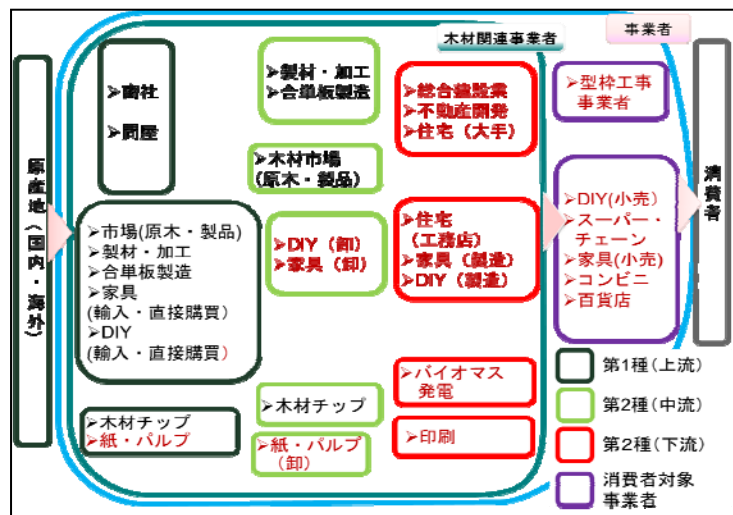 木材関連事業者
事業者
原産地（国内・海外）
➢商社
➢問屋
➢市場(原木・製品)
➢製材・加工
➢合単板製造
➢家具
(輸入・直接購買）
➢DIY
(輸入・直接購買）
➢木材チップ
➢紙・パルプ
➢製材・加工
➢合単板製造
➢木材市場
(原木・製品）
➢DIY（卸）
➢家具（卸）
➢木材チップ
➢紙・パルプ
（卸）
➢総合建設業
➢不動産開発
➢住宅（大手）
➢住宅
（工務店）
➢家具（製造）
➢DIY（製造）
➢バイオマス
発電
➢印刷
➢型枠工事
事業者
➢DIY(小売）
➢スーパー・
チェーン
➢家具(小売）
➢コンビニ
➢百貨店
消費者
第1種(上流)
第2種(中流)
第2種(下流)
消費者対象
事業者